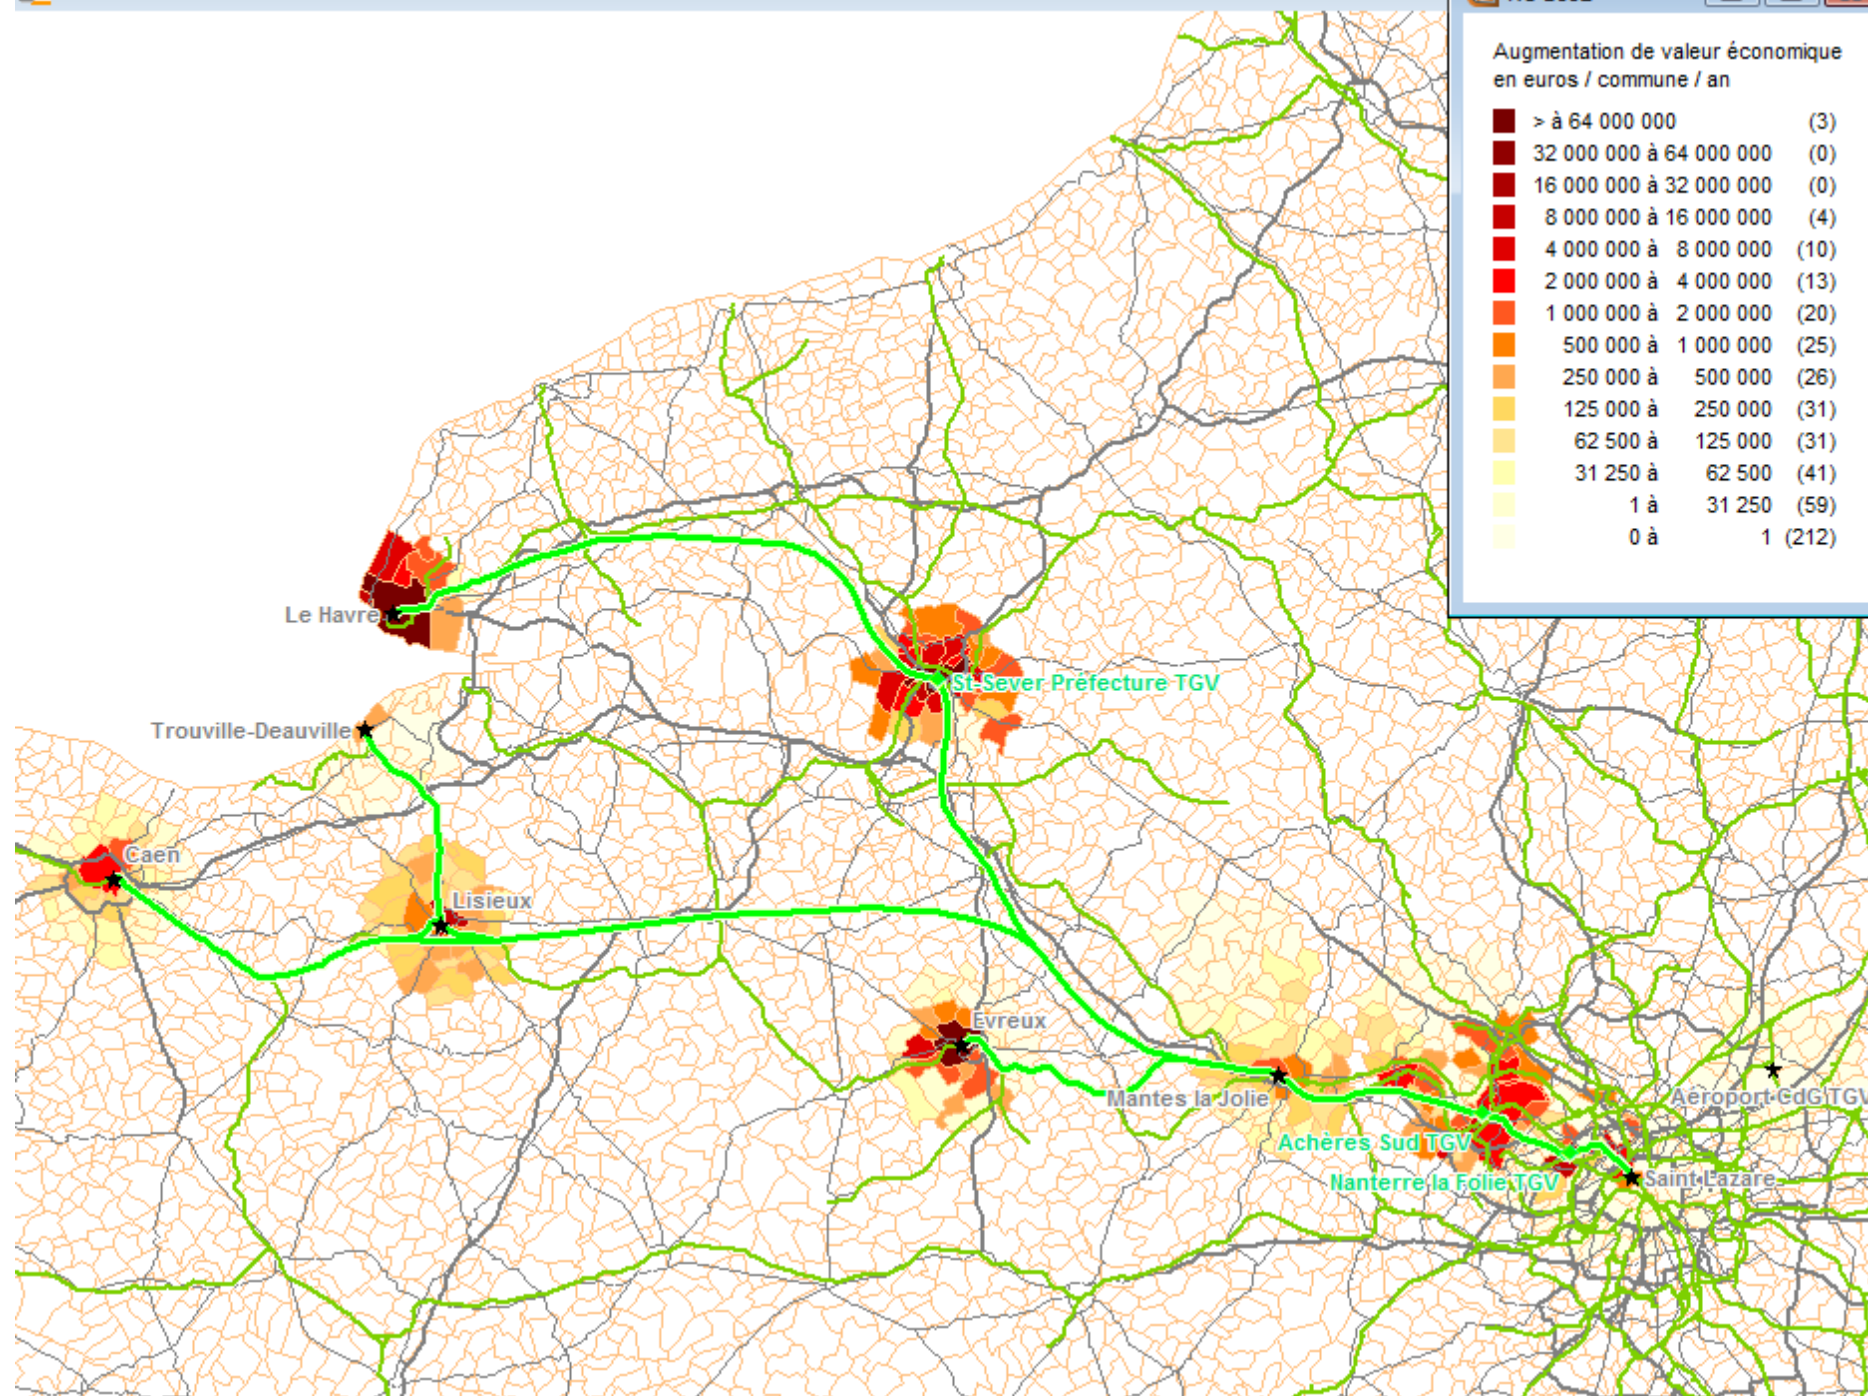 Augmentation de valeur économique
en euros / commune / an
> à 64 000 000 (3)
32 000 000 à 64 000 000 (0)
16 000 000 à 32 000 000 (0)
8 000 000 à 16 000 000 (4)
4 000 000 à 8 000 000 (10)
2 000 000 à 4 000 000 (13)
1 000 000 à 2 000 000 (20)
500 000 à 1 000 000 (25)
250 000 à 500 000 (26)
125 000 à 250 000 (31)
62 500 à 125 000 (31)
31 250 à 62 500 (41)
1 à 31 250 (59)
0 à 1 (212)
Le Havre
St-Sever Préfecture TGV
Trouville-Deauville
Caen
Lisieux
Evreux
Mantes la Jolie
Aéroport CdG TGV
Achères Sud TGV
Nanterre la Folie TGV
Saint Lazare